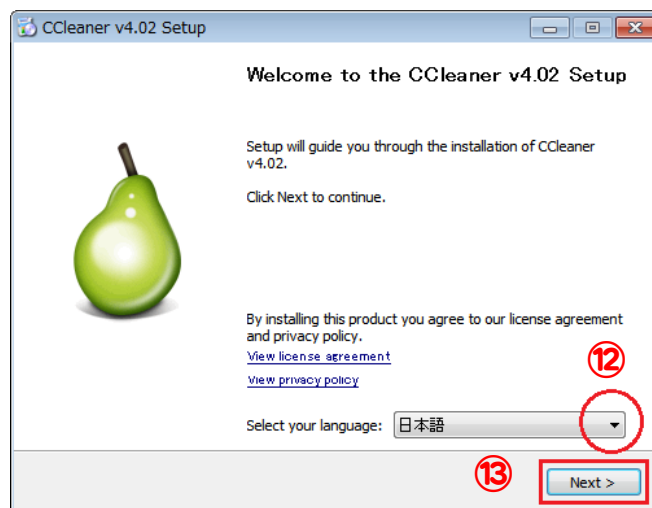 CCleaner v4.02 Setup
Welcome to the CCleaner v4.02 Setup
Setup will guide you through the installation of CCleaner
v4.02.
Click Next to continue.
By installing this product you agree to our license agreement
and privacy policy.
View license agreement
View privacy policy
⑫
Select your language: 日本語
⑬
Next >